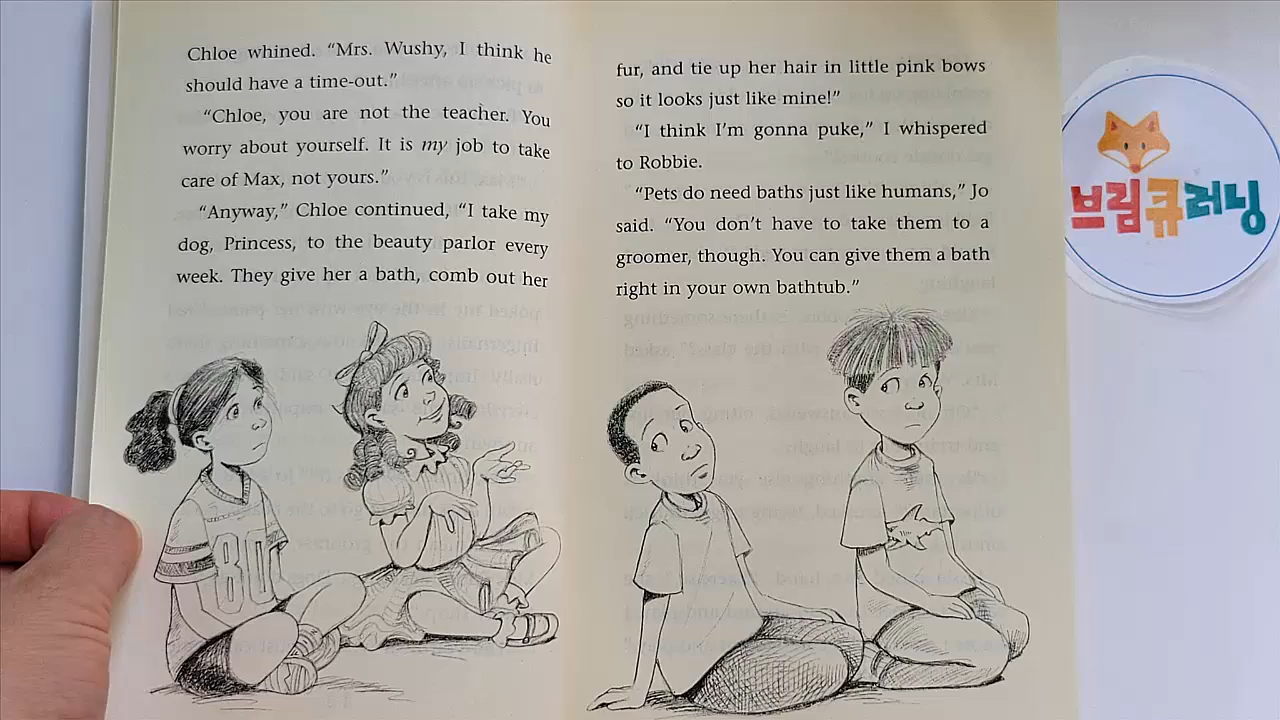 Chloe whined. “Mrs. Wushy, I think he
should have a time-out.”
“Chloe, you are not the teacher. You
worry about yourself. It is my job to take
care of Max, not yours.”
“Anyway,” Chloe continued, “I take my
dog, Princess, to the beauty parlor every
week. They give her a bath, comb out her
80
fur, and tie up her hair in little pink bows
so it looks just like mine!”
“I think I’m gonna puke,” I whispered
to Robbie.
“Pets do need baths just like humans,” Jo
said. “You don’t have to take them to a
groomer, though. You can give them a bath
right in your own bathtub.”
브림큐러닝